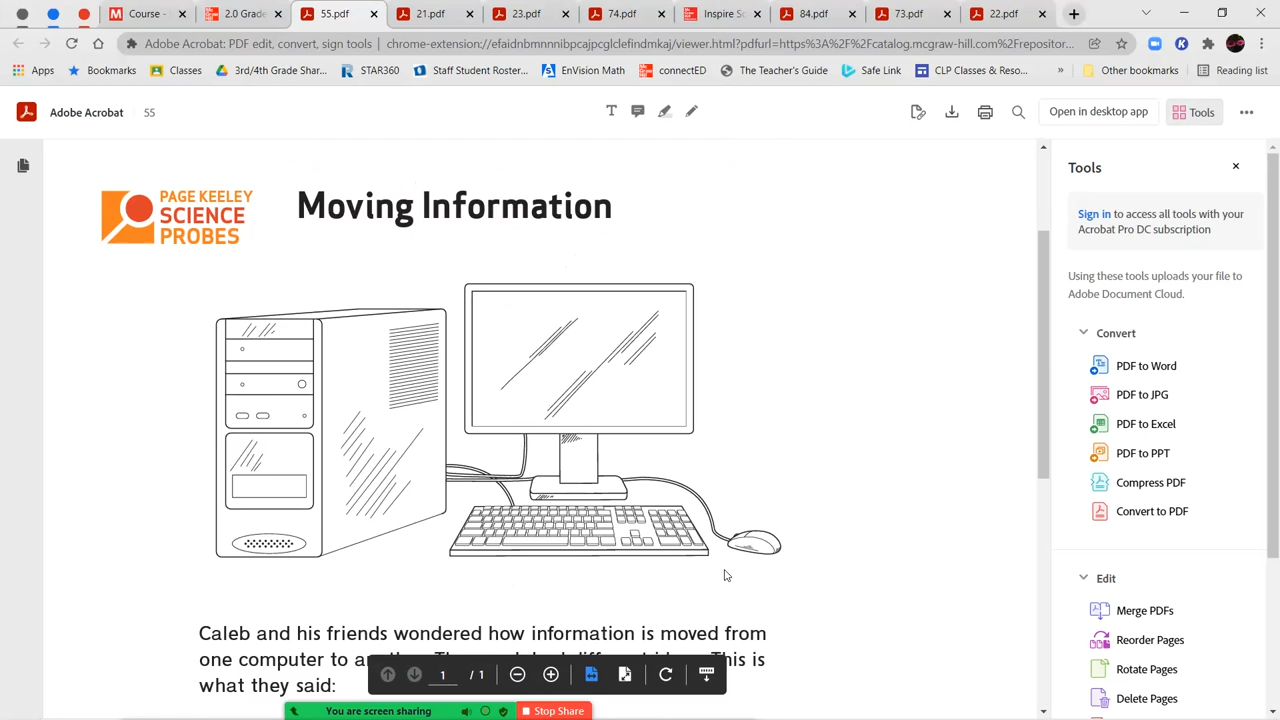 Course -
2.0 Grade
55.pdf
21.pdf
23.pdf
74.pdf
Inspire Sc
84.pdf
73.pdf
22.pdf
Adobe Acrobat: PDF edit, convert, sign tools | chrome-extension://efaidnbmnnnibpcajpcglclefindmkaj/viewer.html?pdfurl=https%3A%2F%2Fcatalog.mcgraw-hill.com%2Frepositor...
Apps
Bookmarks
Classes
3rd/4th Grade Shar...
STAR360
Staff Student Roster...
EnVision Math
connectED
The Teacher's Guide
Safe Link
CLP Classes & Reso...
»
Other bookmarks
Reading list
Adobe Acrobat
55
Open in desktop app
Tools
PAGE KEELEY
SCIENCE
PROBES
Moving Information
Caleb and his friends wondered how information is moved from
one computer to
This is
what they said:
1 / 1
You are screen sharing
Stop Share
Tools
Sign in to access all tools with your
Acrobat Pro DC subscription
Using these tools uploads your file to
Adobe Document Cloud.
Convert
PDF to Word
PDF to JPG
PDF to Excel
PDF to PPT
Compress PDF
Convert to PDF
Edit
Merge PDFs
Reorder Pages
Rotate Pages
Delete Pages